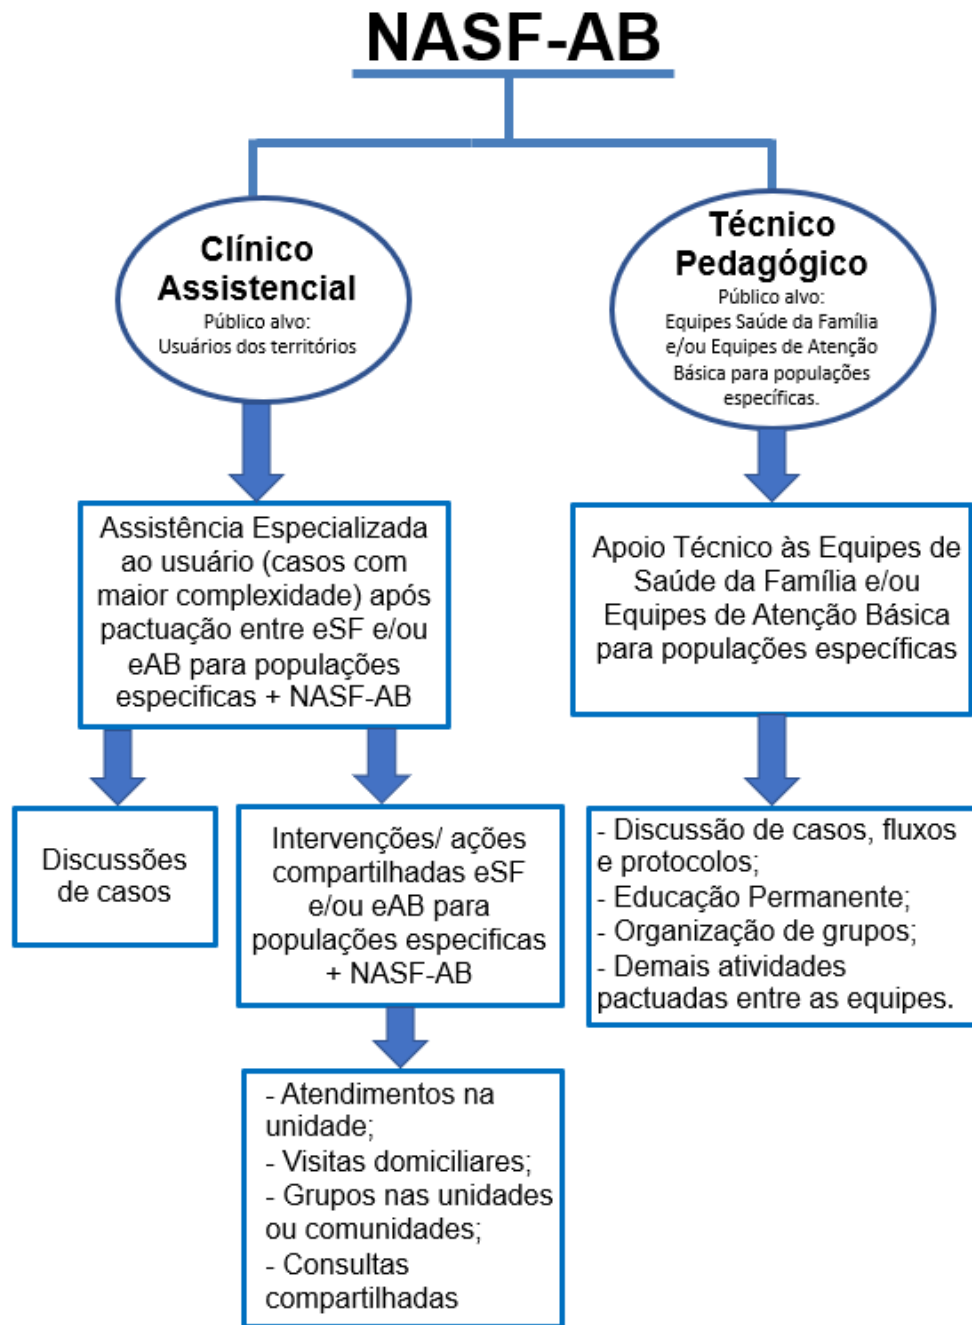 NASF-AB
Clínico
Assistencial
Público alvo:
Usuários dos territórios
Técnico
Pedagógico
Público alvo:
Equipes Saúde da Família
e/ou Equipes de Atenção
Básica para populações
específicas.
Assistência Especializada
ao usuário (casos com
maior complexidade) após
pactuação entre eSF e/ou
eAB para populações
especificas + NASF-AB
Apoio Técnico às Equipes de
Saúde da Família e/ou
Equipes de Atenção Básica
para populações específicas
Discussões
de casos
Intervenções/ ações
compartilhadas eSF
e/ou eAB para
populações especificas
+ NASF-AB
- Discussão de casos, fluxos
e protocolos;
- Educação Permanente;
- Organização de grupos;
- Demais atividades
pactuadas entre as equipes.
- Atendimentos na
unidade;
- Visitas domiciliares;
- Grupos nas unidades
ou comunidades;
- Consultas
compartilhadas